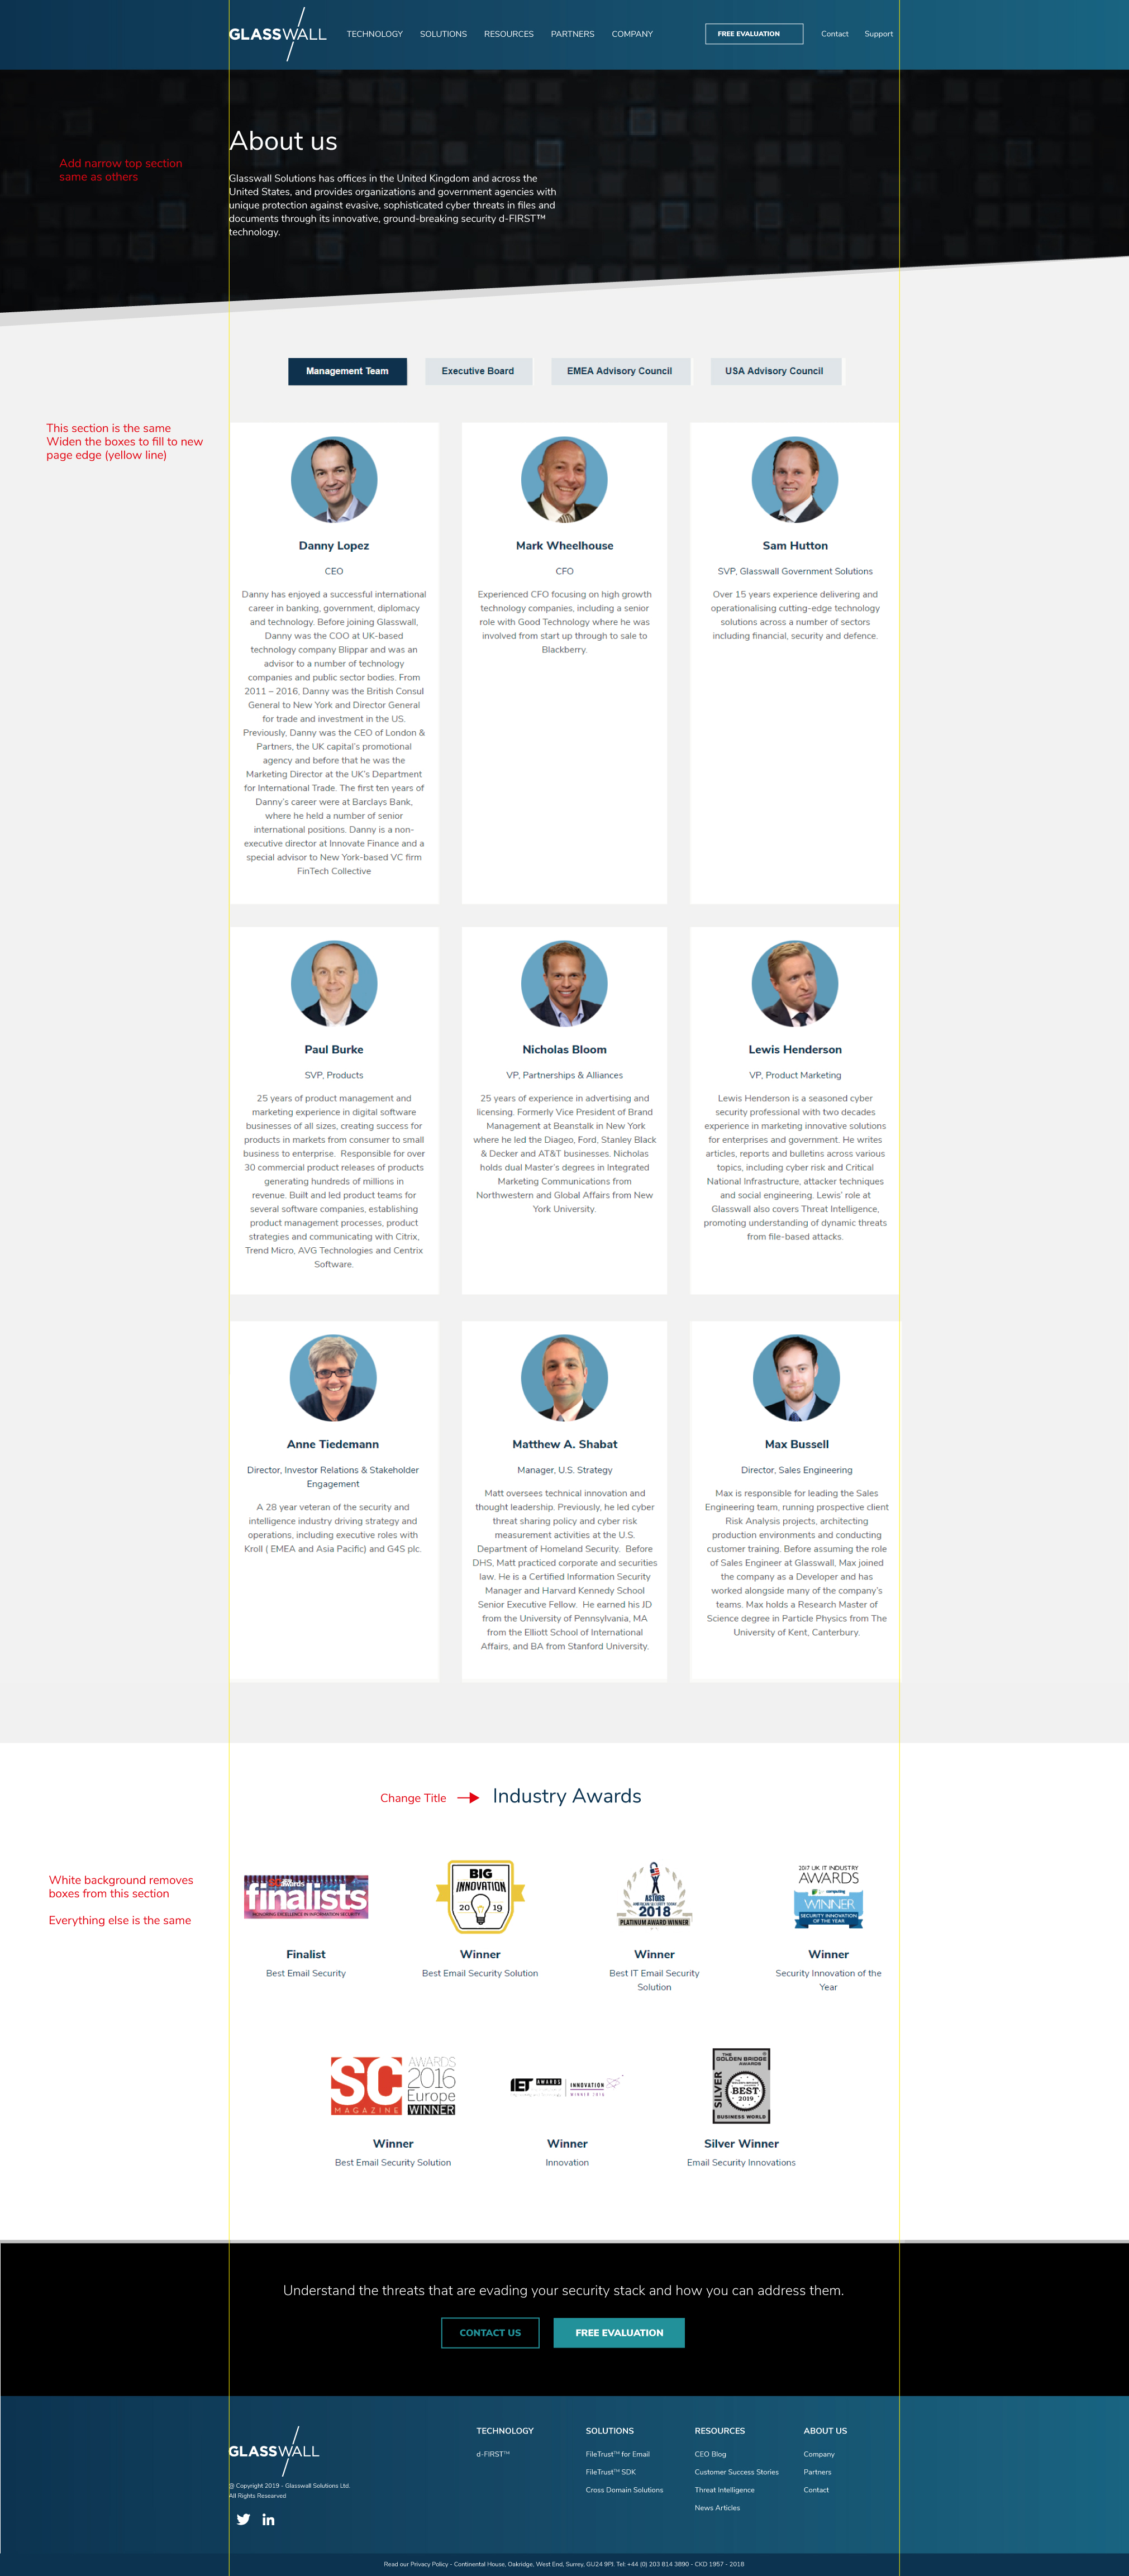 GLASSWALL
TECHNOLOGY SOLUTIONS RESOURCES PARTNERS COMPANY
FREE EVALUATION
Contact Support
About us
Add narrow top section
same as others
Glasswall Solutions has offices in the United Kingdom and across the
United States, and provides organizations and government agencies with
unique protection against evasive, sophisticated cyber threats in files and
documents through its innovative, ground-breaking security d-FIRST™
technology.
Management Team
Executive Board
EMEA Advisory Council
USA Advisory Council
This section is the same
Widen the boxes to fill to new
page edge (yellow line)
Danny Lopez
CEO
Danny has enjoyed a successful international
career in banking, government, diplomacy
and technology. Before joining Glasswall,
Danny was the COO at UK-based
technology company Blippar and was an
advisor to a number of technology
companies and public sector bodies. From
2011 – 2016, Danny was the British Consul
General to New York and Director General
for trade and investment in the US.
Previously, Danny was the CEO of London &
Partners, the UK capital's promotional
agency and before that he was the
Marketing Director at the UK's Department
for International Trade. The first ten years of
Danny's career were at Barclays Bank,
where he held a number of senior
international positions. Danny is a non-
executive director at Innovate Finance and a
special advisor to New York-based VC firm
FinTech Collective
Mark Wheelhouse
CFO
Experienced CFO focusing on high growth
technology companies, including a senior
role with Good Technology where he was
involved from start up through to sale to
Blackberry.
Sam Hutton
SVP, Glasswall Government Solutions
Over 15 years experience delivering and
operationalising cutting-edge technology
solutions across a number of sectors
including financial, security and defence.
Paul Burke
SVP, Products
25 years of product management and
marketing experience in digital software
businesses of all sizes, creating success for
products in markets from consumer to small
business to enterprise.  Responsible for over
30 commercial product releases of products
generating hundreds of millions in
revenue. Built and led product teams for
several software companies, establishing
product management processes, product
strategies and communicating with Citrix,
Trend Micro, AVG Technologies and Centrix
Software.
Nicholas Bloom
VP, Partnerships & Alliances
25 years of experience in advertising and
licensing. Formerly Vice President of Brand
Management at Beanstalk in New York
where he led the Diageo, Ford, Stanley Black
& Decker and AT&T businesses. Nicholas
holds dual Master's degrees in Integrated
Marketing Communications from
Northwestern and Global Affairs from New
York University.
Lewis Henderson
VP, Product Marketing
Lewis Henderson is a seasoned cyber
security professional with two decades
experience in marketing innovative solutions
for enterprises and government. He writes
articles, reports and bulletins across various
topics, including cyber risk and Critical
National Infrastructure, attacker techniques
and social engineering. Lewis' role at
Glasswall also covers Threat Intelligence,
promoting understanding of dynamic threats
from file-based attacks.
Anne Tiedemann
Director, Investor Relations & Stakeholder
Engagement
A 28 year veteran of the security and
intelligence industry driving strategy and
operations, including executive roles with
Kroll ( EMEA and Asia Pacific) and G4S plc.
Matthew A. Shabat
Manager, U.S. Strategy
Matt oversees technical innovation and
thought leadership. Previously, he led cyber
threat sharing policy and cyber risk
measurement activities at the U.S.
Department of Homeland Security.  Before
DHS, Matt practiced corporate and securities
law. He is a Certified Information Security
Manager and Harvard Kennedy School
Senior Executive Fellow.  He earned his JD
from the University of Pennsylvania, MA
from the Elliott School of International
Affairs, and BA from Stanford University.
Max Bussell
Director, Sales Engineering
Max is responsible for leading the Sales
Engineering team, running prospective client
Risk Analysis projects, architecting
production environments and conducting
customer training. Before assuming the role
of Sales Engineer at Glasswall, Max joined
the company as a Developer and has
worked alongside many of the company's
teams. Max holds a Research Master of
Science degree in Particle Physics from The
University of Kent, Canterbury.
Change Title
Industry Awards
White background removes
boxes from this section
Everything else is the same
finalists
HONORING EXCELLENCE IN INFORMATION SECURITY
Finalist
Best Email Security
BIG
INNOVATION
20 19
Winner
Best Email Security Solution
ASTORS
2018
PLATINUM AWARD WINNER
Winner
Best IT Email Security
Solution
2017 UK IT INDUSTRY
AWARDS
computing
WINNER
SECURITY INNOVATION
OF THE YEAR
Winner
Security Innovation of the
Year
SC
MAGAZINE
AWARDS
2016
Europe
WINNER
Winner
Best Email Security Solution
IET AWARDS
INNOVATION
WINNER 2016
Winner
Innovation
THE
GOLDEN BRIDGE
AWARDS
SILVER
BEST
2019
BUSINESS WORLD
Silver Winner
Email Security Innovations
Understand the threats that are evading your security stack and how you can address them.
CONTACT US
FREE EVALUATION
GLASSWALL
@ Copyright 2019 - Glasswall Solutions Ltd.
All Rights Researved
TECHNOLOGY
d-FIRST™
SOLUTIONS
FileTrust™ for Email
FileTrust™ SDK
Cross Domain Solutions
RESOURCES
CEO Blog
Customer Success Stories
Threat Intelligence
News Articles
ABOUT US
Company
Partners
Contact
Read our Privacy Policy - Continental House, Oakridge, West End, Surrey, GU24 9PJ. Tel: +44 (0) 203 814 3890 - CKD 1957 - 2018